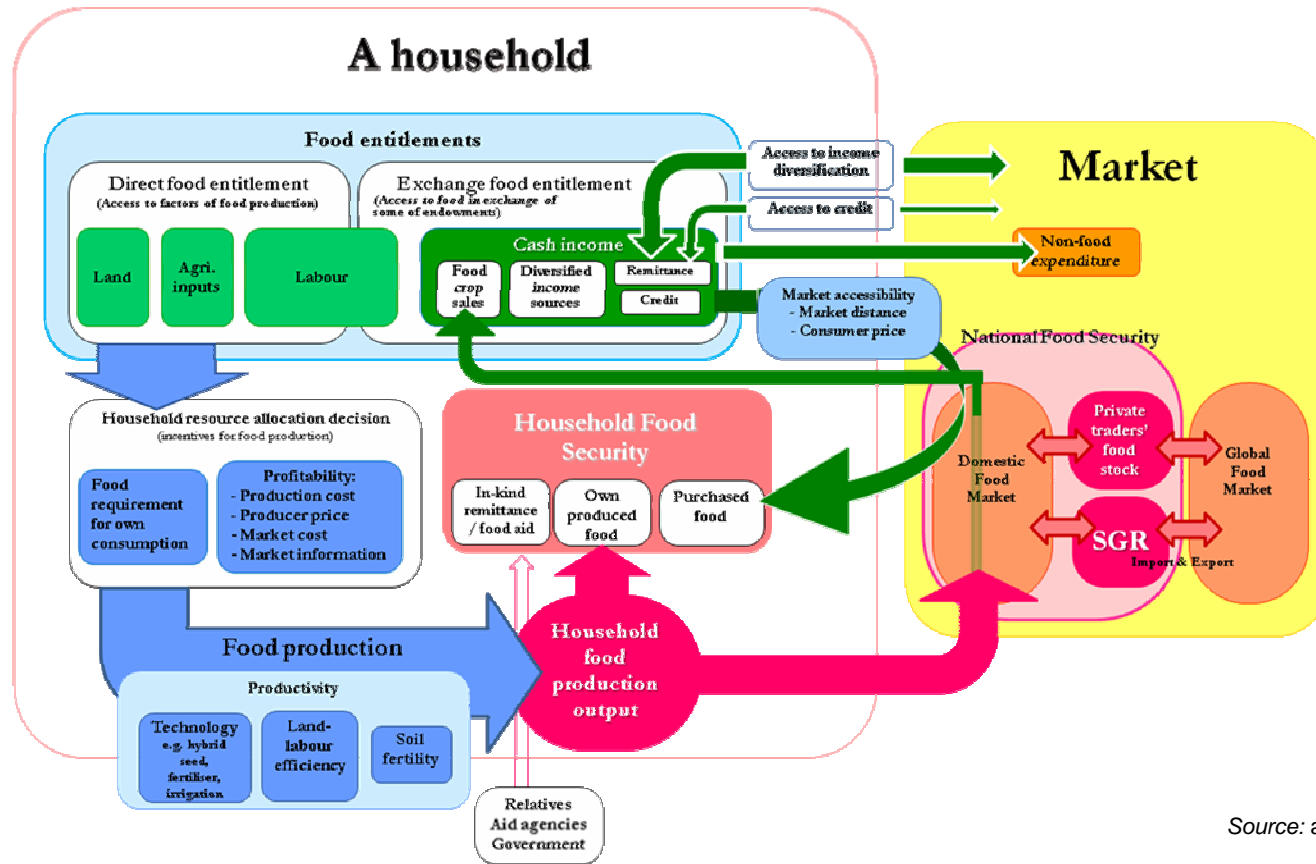 A household
Food entitlements
Direct food entitlement
(Access to factors of food production)
Land
Agri.
inputs
Labour
Exchange food entitlement
(Access to food in exchange of
some of endowments)
Cash income
Food
crop
sales
Diversified
income
sources
Remittance
Credit
Access to income
diversification
Access to credit
Market
Non-food
expenditure
Market accessibility
- Market distance
- Consumer price
National Food Security
Private
traders'
food
stock
Domestic
Food
Market
Global
Food
Market
SGR
Import & Export
Household resource allocation decision
(incentives for food production)
Food
requirement
for own
consumption
Profitability:
- Production cost
- Producer price
- Market cost
- Market information
Household Food
Security
In-kind
remittance
/ food aid
Own
produced
food
Purchased
food
Food production
Productivity
Technology
e.g. hybrid
seed,
fertiliser,
irrigation
Land-
labour
efficiency
Soil
fertility
Household
food
production
output
Relatives
Aid agencies
Government
Source: a